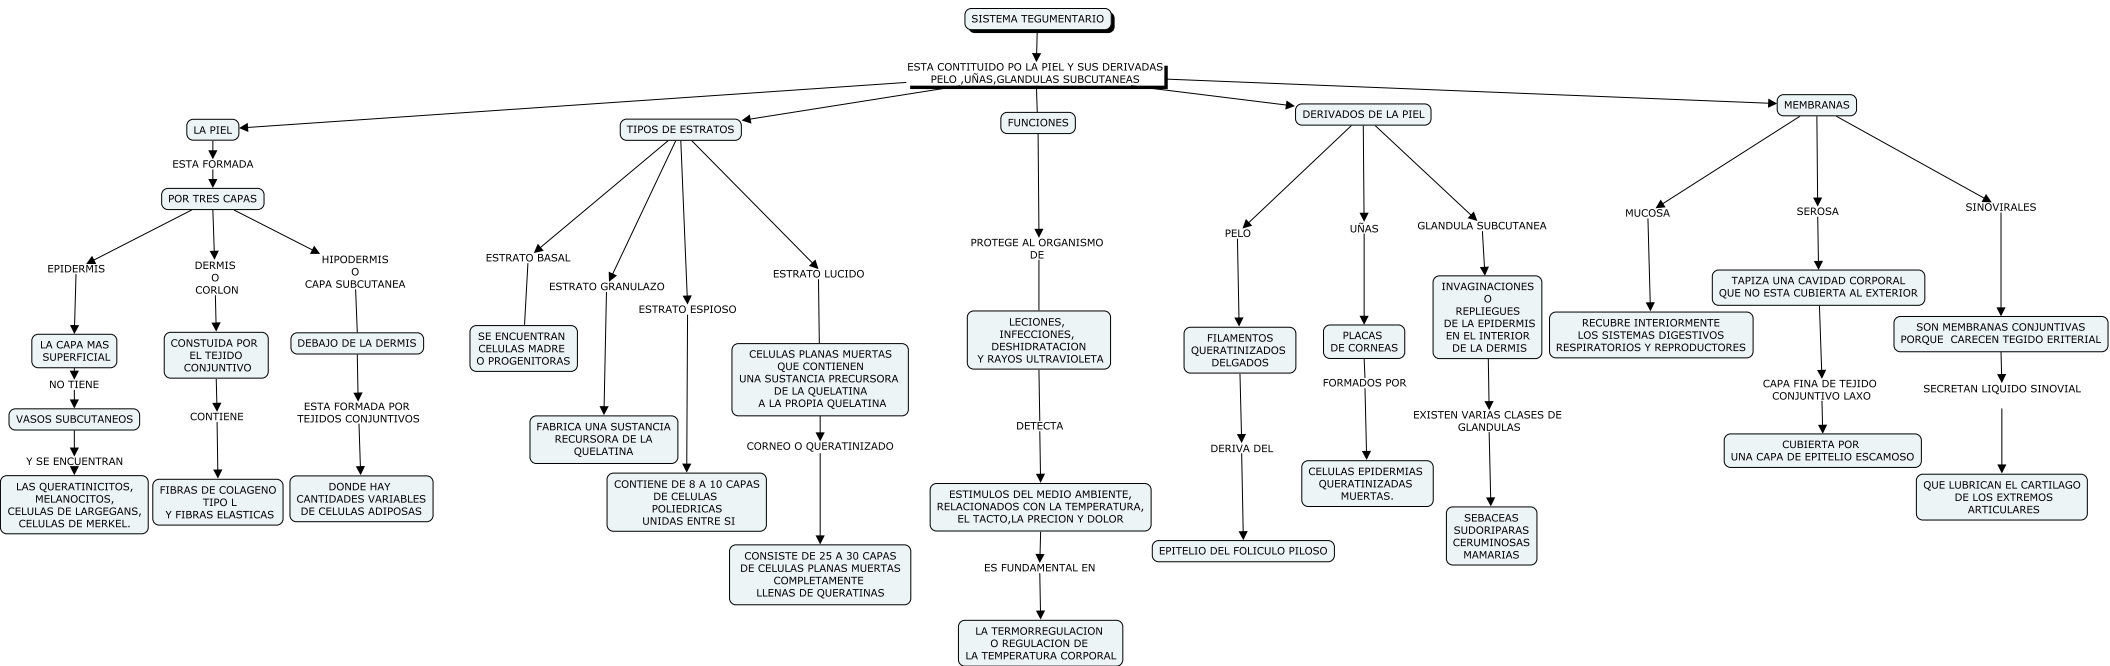 SISTEMA TEGUMENTARIO
ESTA CONTITUIDO PO LA PIEL Y SUS DERIVADAS
PELO ,UÑAS,GLANDULAS SUBCUTANEAS
LA PIEL
ESTA FORMADA
POR TRES CAPAS
EPIDERMIS
LA CAPA MAS
SUPERFICIAL
NO TIENE
VASOS SUBCUTANEOS
Y SE ENCUENTRAN
LAS QUERATINICITOS,
MELANOCITOS,
CELULAS DE LARGEGANS,
CELULAS DE MERKEL.
DERMIS
O
CORLON
CONSTUIDA POR
EL TEJIDO
CONJUNTIVO
CONTIENE
FIBRAS DE COLAGENO
TIPO L
Y FIBRAS ELASTICAS
HIPODERMIS
O
CAPA SUBCUTANEA
DEBAJO DE LA DERMIS
ESTA FORMADA POR
TEJIDOS CONJUNTIVOS
DONDE HAY
CANTIDADES VARIABLES
DE CELULAS ADIPOSAS
TIPOS DE ESTRATOS
ESTRATO BASAL
SE ENCUENTRAN
CELULAS MADRE
O PROGENITORAS
ESTRATO GRANULAZO
FABRICA UNA SUSTANCIA
RECURSORA DE LA
QUELATINA
ESTRATO ESPIOSO
CONTIENE DE 8 A 10 CAPAS
DE CELULAS
POLIEDRICAS
UNIDAS ENTRE SI
ESTRATO LUCIDO
CELULAS PLANAS MUERTAS
QUE CONTIENEN
UNA SUSTANCIA PRECURSORA
DE LA QUELATINA
A LA PROPIA QUELATINA
CORNEO O QUERATINIZADO
CONSISTE DE 25 A 30 CAPAS
DE CELULAS PLANAS MUERTAS
COMPLETAMENTE
LLENAS DE QUERATINAS
FUNCIONES
PROTEGE AL ORGANISMO
DE
LECIONES,
INFECCIONES,
DESHIDRATACION
Y RAYOS ULTRAVIOLETA
DETECTA
ESTIMULOS DEL MEDIO AMBIENTE,
RELACIONADOS CON LA TEMPERATURA,
EL TACTO,LA PRECION Y DOLOR
ES FUNDAMENTAL EN
LA TERMORREGULACION
O REGULACION DE
LA TEMPERATURA CORPORAL
DERIVADOS DE LA PIEL
PELO
FILAMENTOS
QUERATINIZADOS
DELGADOS
DERIVA DEL
EPITELIO DEL FOLICULO PILOSO
UÑAS
PLACAS
DE CORNEAS
FORMADOS POR
CELULAS EPIDERMIAS
QUERATINIZADAS
MUERTAS.
GLANDULA SUBCUTANEA
INVAGINACIONES
O
REPLIEGUES
DE LA EPIDERMIS
EN EL INTERIOR
DE LA DERMIS
EXISTEN VARIAS CLASES DE
GLANDULAS
SEBACEAS
SUDORIPARAS
CERUMINOSAS
MAMARIAS
MEMBRANAS
MUCOSA
RECUBRE INTERIORMENTE
LOS SISTEMAS DIGESTIVOS
RESPIRATORIOS Y REPRODUCTORES
SEROSA
TAPIZA UNA CAVIDAD CORPORAL
QUE NO ESTA CUBIERTA AL EXTERIOR
CAPA FINA DE TEJIDO
CONJUNTIVO LAXO
CUBIERTA POR
UNA CAPA DE EPITELIO ESCAMOSO
SINOVIRALES
SON MEMBRANAS CONJUNTIVAS
PORQUE CARECEN TEGIDO ERITERIAL
SECRETAN LIQUIDO SINOVIAL
QUE LUBRICAN EL CARTILAGO
DE LOS EXTREMOS
ARTICULARES